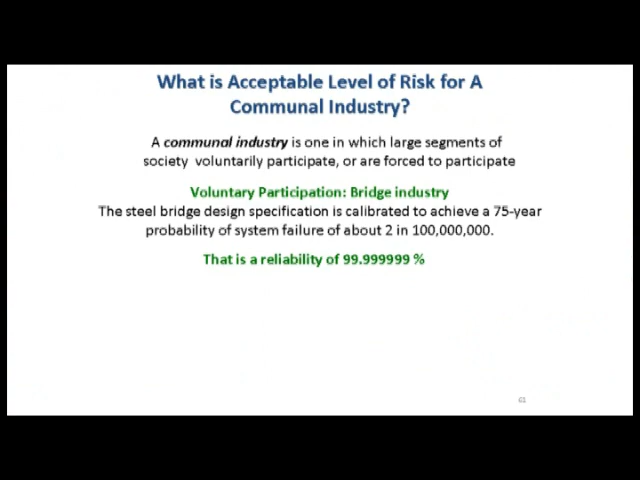 What is Acceptable Level of Risk for A
Communal Industry?
A communal industry is one in which large segments of
society voluntarily participate, or are forced to participate
Voluntary Participation: Bridge industry
The steel bridge design specification is calibrated to achieve a 75-year
probability of system failure of about 2 in 100,000,000.
That is a reliability of 99.999999 %